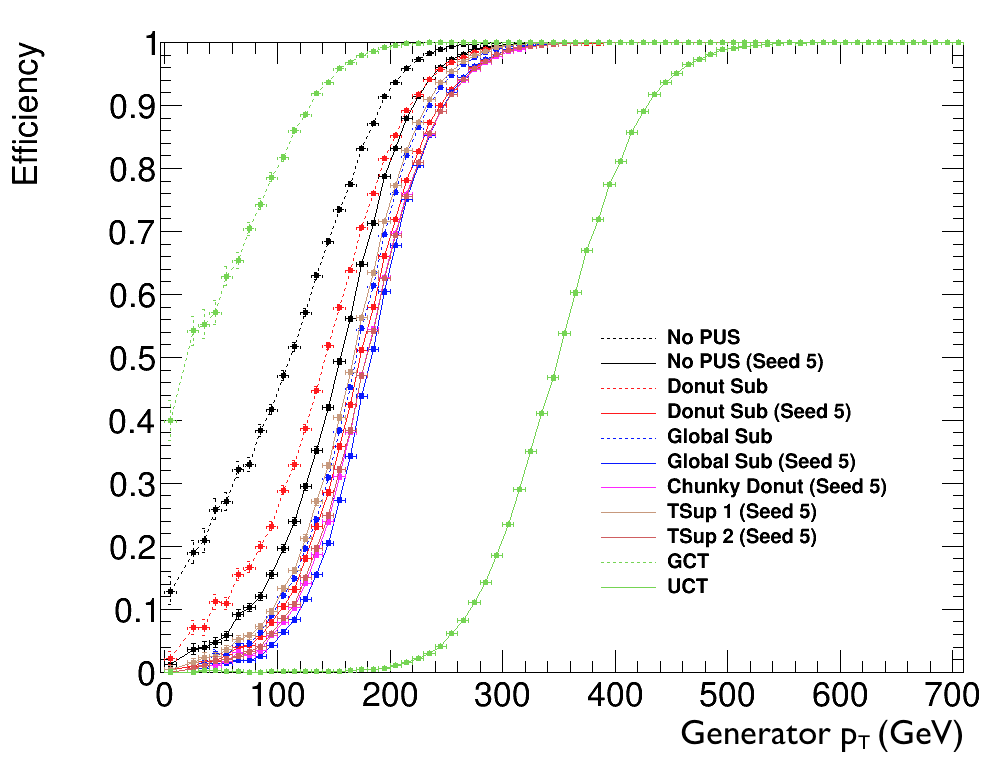 Efficiency
1
0.9
0.8
0.7
0.6
0.5
0.4
0.3
0.2
0.1
0
No PUS
No PUS (Seed 5)
Donut Sub
Donut Sub (Seed 5)
Global Sub
Global Sub (Seed 5)
Chunky Donut (Seed 5)
TSup 1 (Seed 5)
TSup 2 (Seed 5)
GCT
UCT
0 100 200 300 400 500 600 700
Generator pT (GeV)